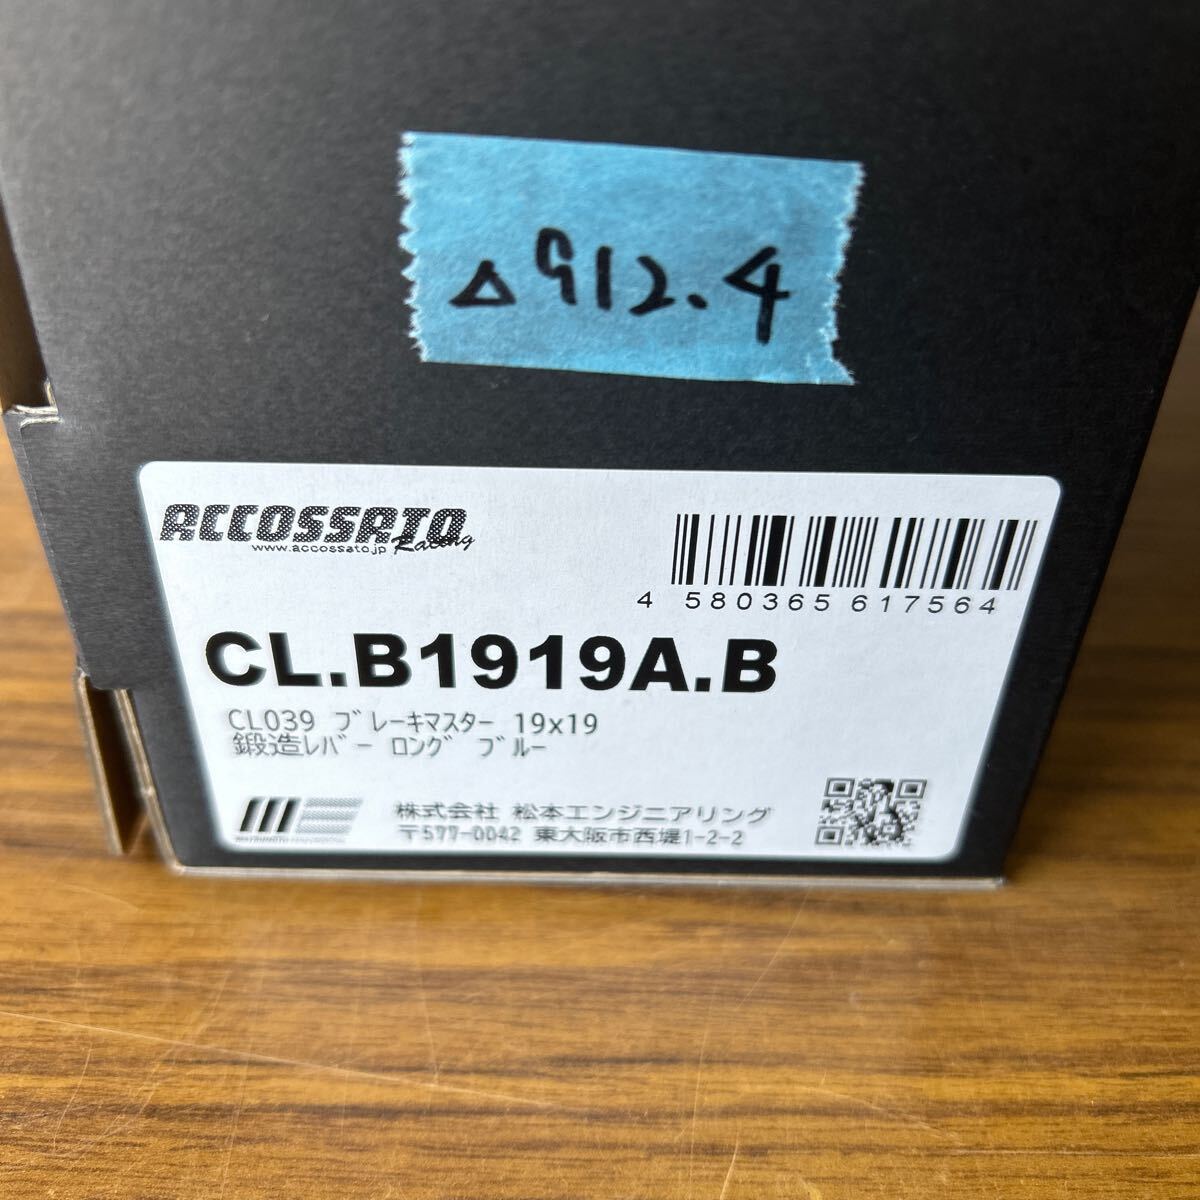 △912.4
ACCOSSATO
Racing
www.accossato.jp
4 580365 617564
CL.B1919A.B
CL039 ブレーキマスター 19x19
鍛造レバー ロング ブルー
株式会社 松本エンジニアリング
〒577-0042 東大阪市西堤1-2-2